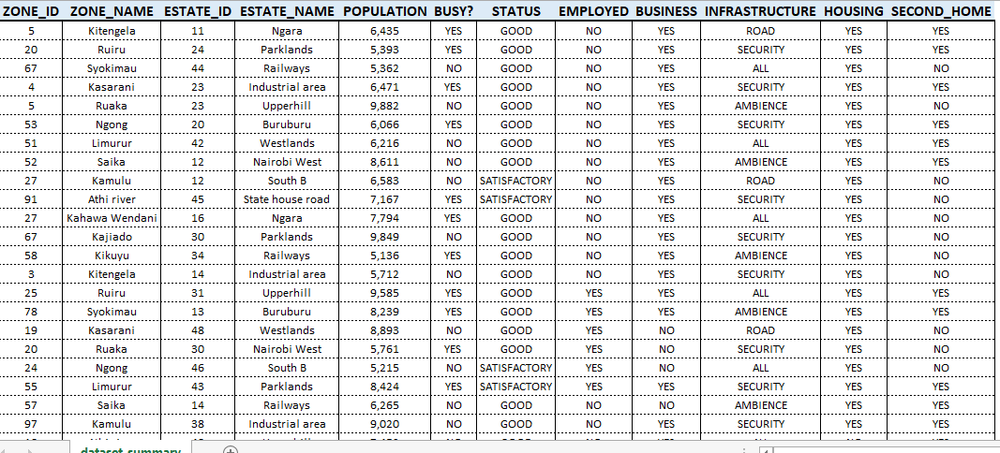 ZONE_ID ZONE_NAME ESTATE_ID ESTATE_NAME POPULATION BUSY? STATUS EMPLOYED BUSINESS INFRASTRUCTURE HOUSING SECOND_HOME
5 Kitengela 11 Ngara 6,435 YES GOOD NO YES ROAD YES YES
20 Ruiru 24 Parklands 5,393 YES GOOD NO YES SECURITY YES YES
67 Syokimau 44 Railways 5,362 NO GOOD NO YES ALL YES NO
4 Kasarani 23 Industrial area 6,471 YES GOOD NO YES SECURITY YES YES
5 Ruaka 23 Upperhill 9,882 NO GOOD NO YES AMBIENCE YES NO
53 Ngong 20 Buruburu 6,066 YES GOOD NO YES SECURITY YES YES
51 Limurur 42 Westlands 6,216 NO GOOD NO YES ALL YES YES
52 Saika 12 Nairobi West 8,611 NO GOOD NO YES AMBIENCE YES YES
27 Kamulu 12 South B 6,583 NO SATISFACTORY NO YES ROAD YES NO
91 Athi river 45 State house road 7,167 YES SATISFACTORY NO YES SECURITY YES NO
27 Kahawa Wendani 16 Ngara 7,794 YES GOOD NO YES ALL YES NO
67 Kajiado 30 Parklands 9,849 NO GOOD NO YES SECURITY YES NO
58 Kikuyu 34 Railways 5,136 YES GOOD NO YES AMBIENCE YES NO
3 Kitengela 14 Industrial area 5,712 NO GOOD NO YES SECURITY YES NO
25 Ruiru 31 Upperhill 9,585 YES GOOD YES YES ALL YES YES
78 Syokimau 13 Buruburu 8,239 YES GOOD YES YES AMBIENCE YES YES
19 Kasarani 48 Westlands 8,893 NO GOOD YES NO ROAD YES NO
20 Ruaka 30 Nairobi West 5,761 YES GOOD YES NO SECURITY YES NO
24 Ngong 46 South B 5,215 NO SATISFACTORY YES NO ALL YES NO
55 Limurur 43 Parklands 8,424 YES SATISFACTORY YES YES SECURITY YES YES
57 Saika 14 Railways 6,265 NO GOOD NO NO AMBIENCE YES YES
97 Kamulu 38 Industrial area 9,020 NO GOOD NO YES SECURITY YES YES
dataset summary